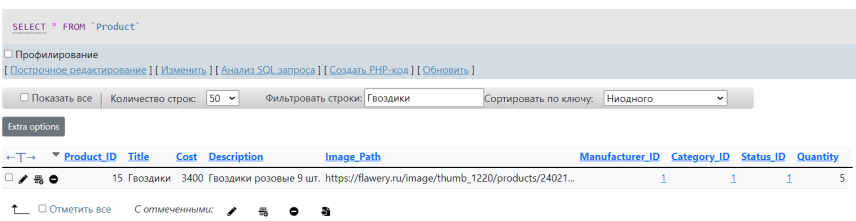 SELECT * FROM `Product`
Профилирование
[ Построчное редактирование ] [ Изменить ] [ Анализ SQL запроса ] [ Создать PHP-код ] [ Обновить ]
Показать все | Количество строк: 50 Фильтровать строки: Гвоздики Сортировать по ключу: Ниодного
Extra options
←T→ Product_ID Title Cost Description Image_Path Manufacturer_ID Category_ID Status_ID Quantity
15 Гвоздики 3400 Гвоздики розовые 9 шт. https://flawery.ru/image/thumb_1220/products/24021... 1 1 1 5
Отметить все С отмеченными: